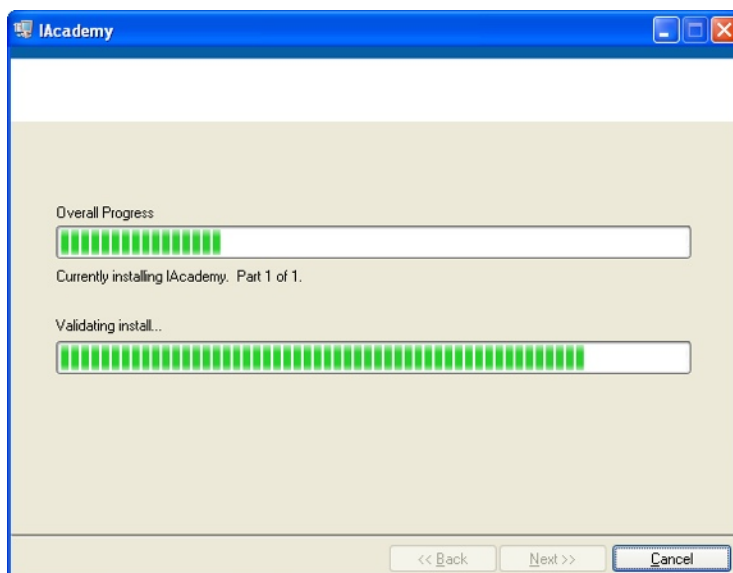 IAcademy
Overall Progress
Currently installing IAcademy.  Part 1 of 1.
Validating install...
<< Back
Next >>
Cancel